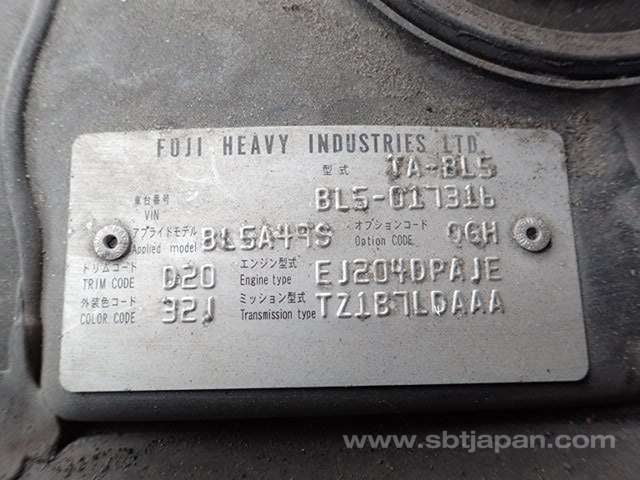 FUJI HEAVY INDUSTRIES LTD.
型式 TA-BL5
車台番号 VIN BL5-017316
アプライドモデル Applied model BL5A49S オプションコード Option CODE QGH
トリムコード TRIM CODE D20 エンジン型式 Engine type EJ204DPAJE
外装色コード COLOR CODE 32J ミッション型式 Transmission type TZ1B7LDAAA
www.sbtjapan.com